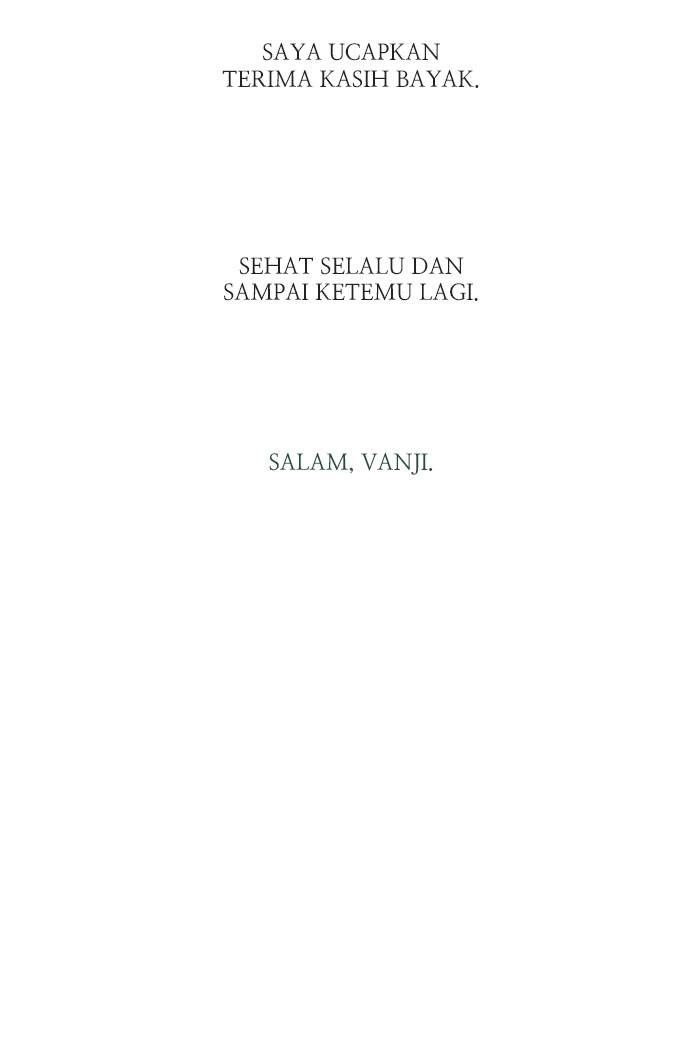 SAYA UCAPKAN
TERIMA KASIH BAYAK.
SEHAT SELALU DAN
SAMPAI KETEMU LAGI.
SALAM, VANJI.